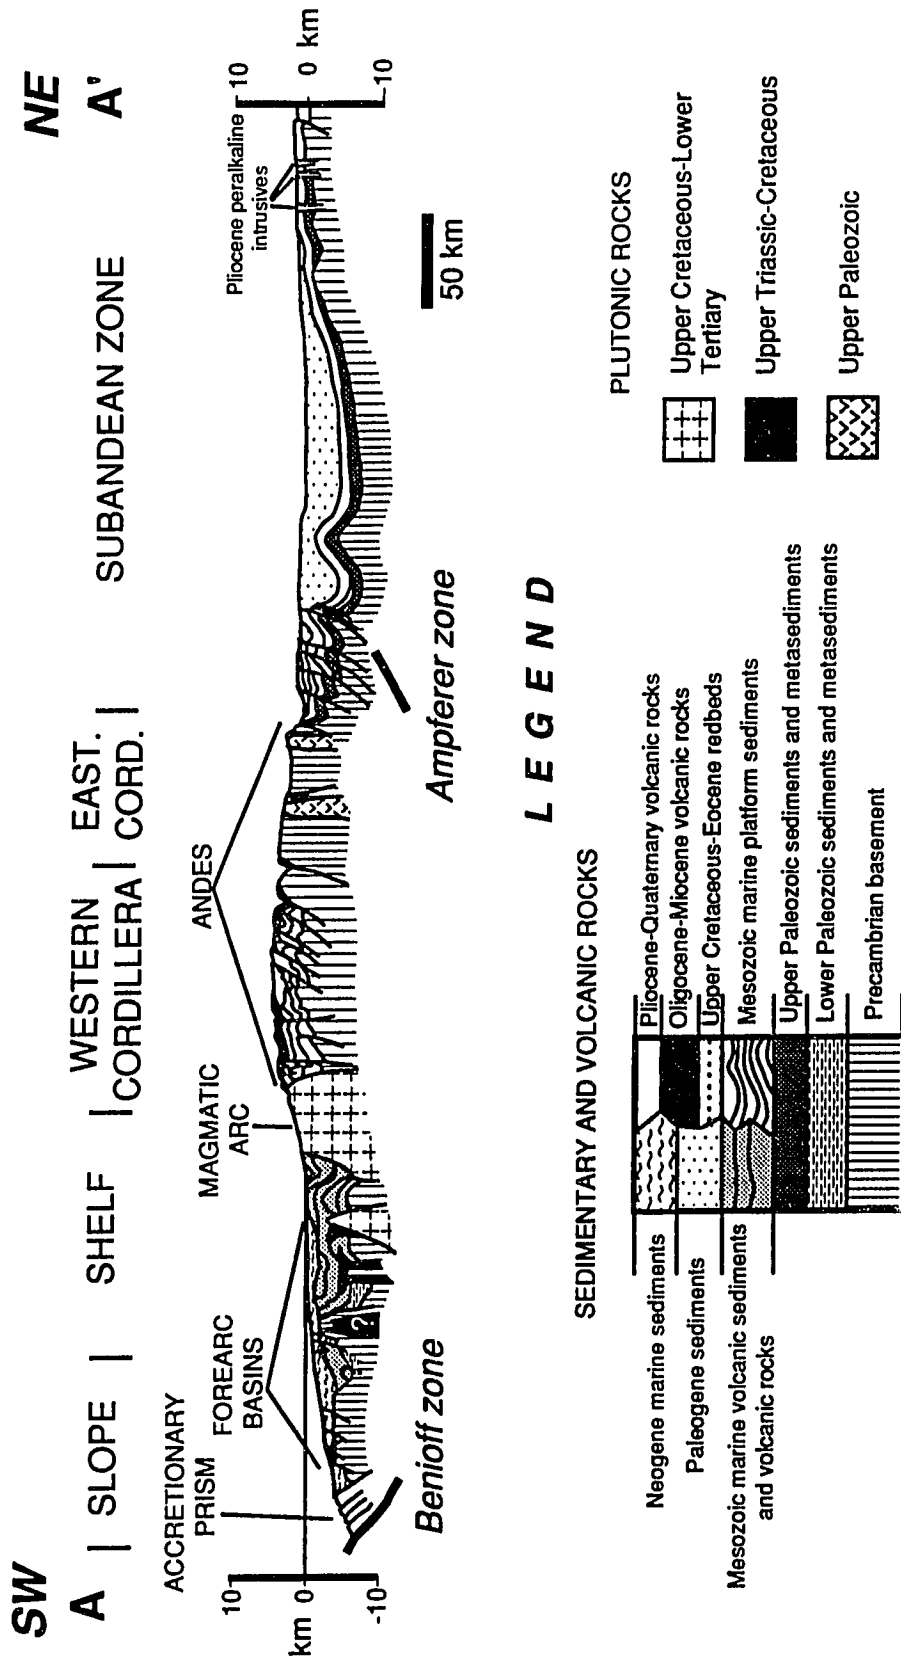 SW
NE
A
A'
| SLOPE |
SHELF
| WESTERN
CORDILLERA |
EAST.
CORD. |
SUBANDEAN ZONE
ACCRETIONARY
PRISM
FOREARC
BASINS
MAGMATIC
ARC
ANDES
Pliocene peralkaline
intrusives
10
km 0
-10
10
0 km
-10
?
Benioff zone
Ampferer zone
50 km
LEGEND
SEDIMENTARY AND VOLCANIC ROCKS
Neogene marine sediments
Paleogene sediments
Mesozoic marine volcanic sediments
and volcanic rocks
Pliocene-Quaternary volcanic rocks
Oligocene-Miocene volcanic rocks
Upper Cretaceous-Eocene redbeds
Mesozoic marine platform sediments
Upper Paleozoic sediments and metasediments
Lower Paleozoic sediments and metasediments
Precambrian basement
PLUTONIC ROCKS
Upper Cretaceous-Lower
Tertiary
Upper Triassic-Cretaceous
Upper Paleozoic